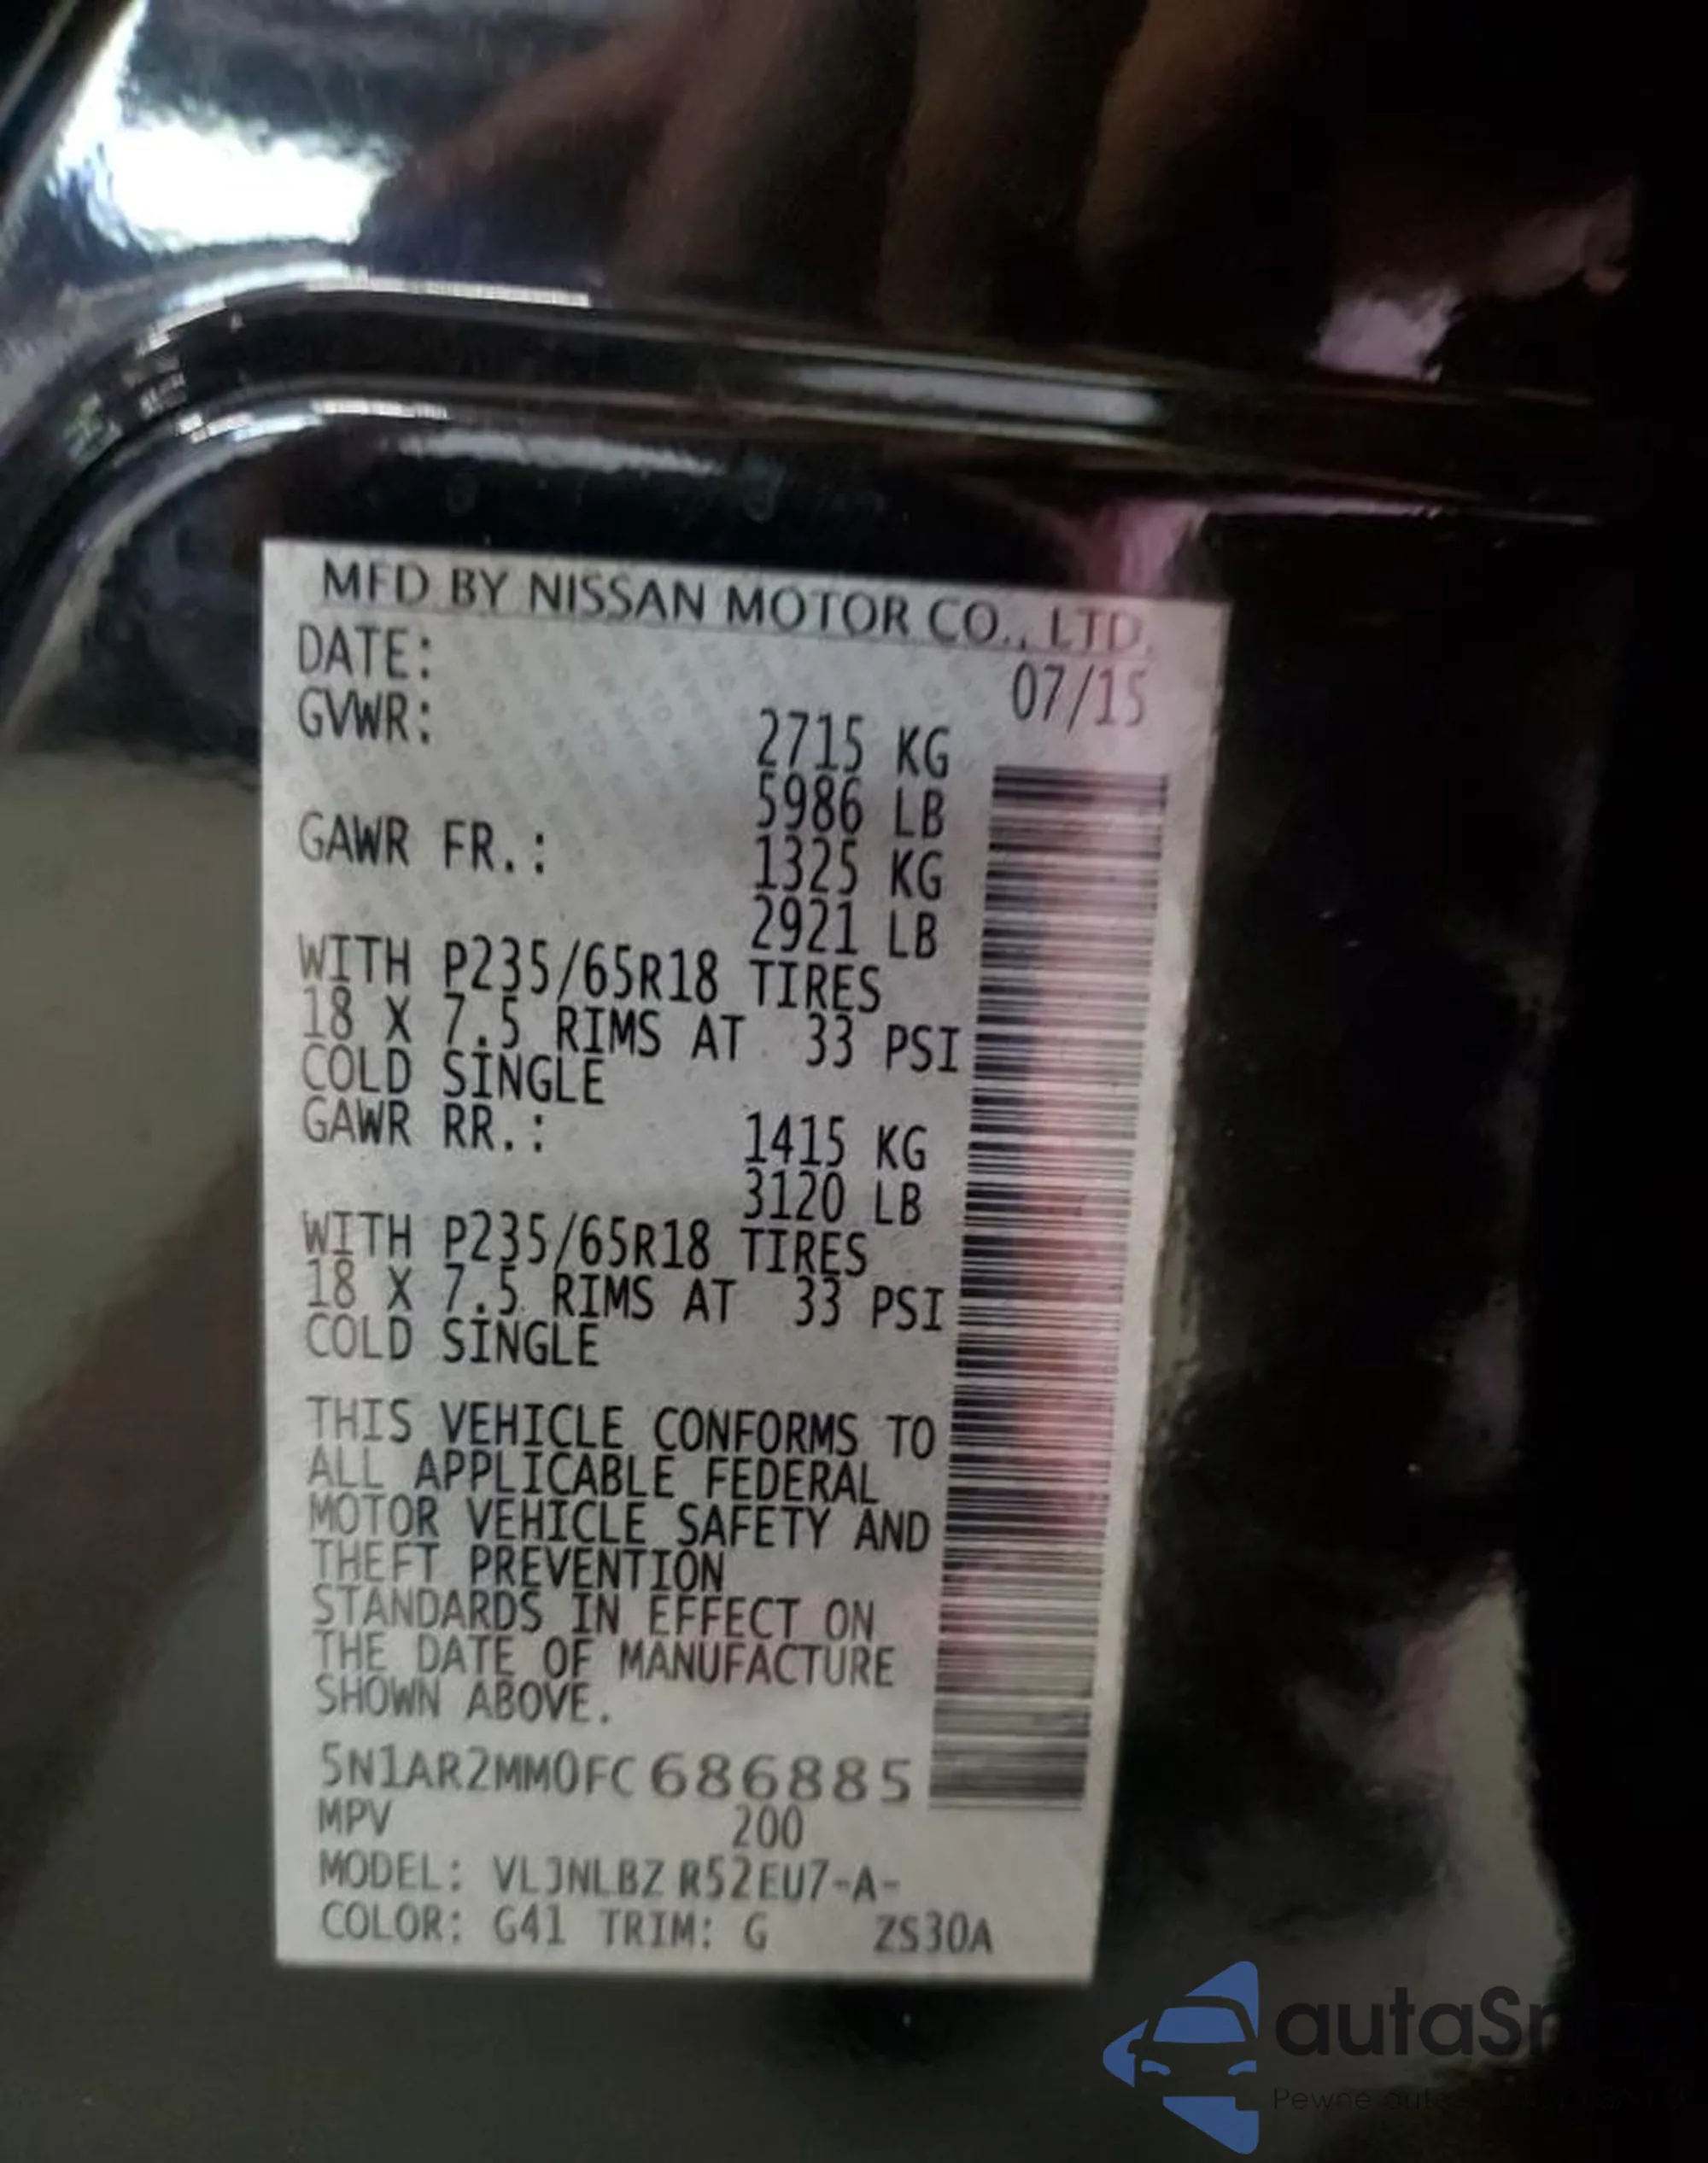 MFD BY NISSAN MOTOR CO., LTD.
DATE: 07/15
GVWR: 2715 KG
5986 LB
GAWR FR.: 1325 KG
2921 LB
WITH P235/65R18 TIRES
18 X 7.5 RIMS AT 33 PSI
COLD SINGLE
GAWR RR.: 1415 KG
3120 LB
WITH P235/65R18 TIRES
18 X 7.5 RIMS AT 33 PSI
COLD SINGLE
THIS VEHICLE CONFORMS TO
ALL APPLICABLE FEDERAL
MOTOR VEHICLE SAFETY AND
THEFT PREVENTION
STANDARDS IN EFFECT ON
THE DATE OF MANUFACTURE
SHOWN ABOVE.
5N1AR2MM0FC686885
MPV 200
MODEL: VLJNLBZ R52EU7-A-
COLOR: G41 TRIM: G ZS30A
Pewne